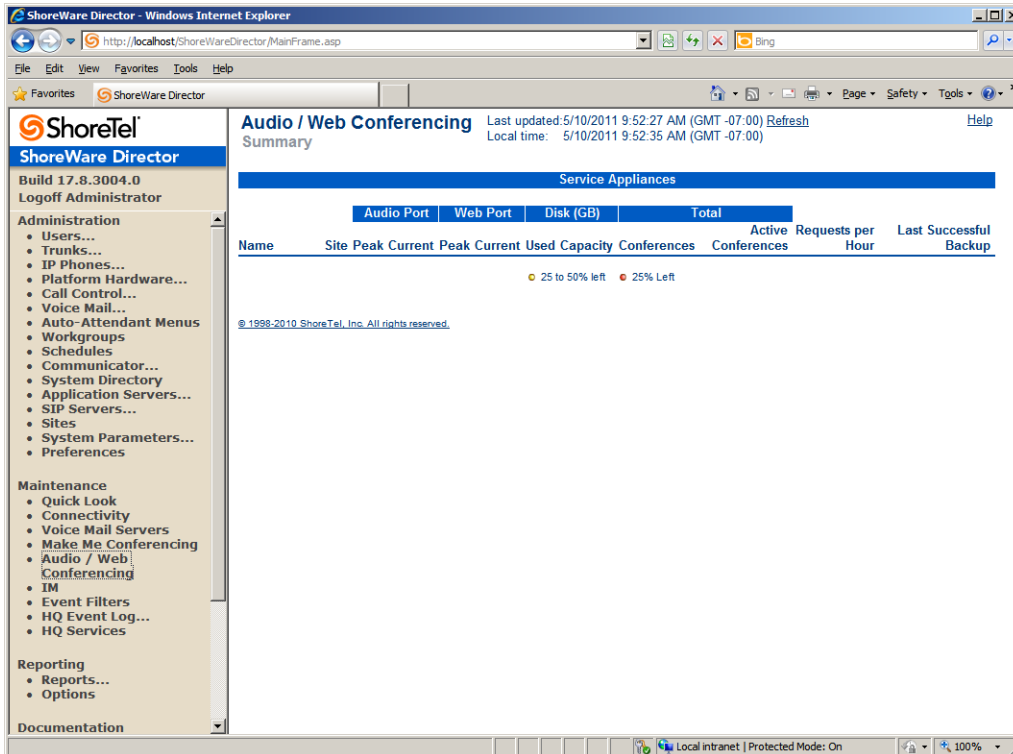 ShoreWare Director - Windows Internet Explorer
http://localhost/ShoreWareDirector/MainFrame.asp
Bing
File Edit View Favorites Tools Help
Favorites ShoreWare Director
Page Safety Tools
ShoreTel
ShoreWare Director
Build 17.8.3004.0
Logoff Administrator
Administration
Users...
Trunks...
IP Phones...
Platform Hardware...
Call Control...
Voice Mail...
Auto-Attendant Menus
Workgroups
Schedules
Communicator...
System Directory
Application Servers...
SIP Servers...
Sites
System Parameters...
Preferences
Maintenance
Quick Look
Connectivity
Voice Mail Servers
Make Me Conferencing
Audio / Web
Conferencing
IM
Event Filters
HQ Event Log...
HQ Services
Reporting
Reports...
Options
Documentation
Audio / Web Conferencing
Summary
Last updated:5/10/2011 9:52:27 AM (GMT -07:00) Refresh
Local time: 5/10/2011 9:52:35 AM (GMT -07:00)
Help
Service Appliances
Audio Port Web Port Disk (GB) Total
Active Requests per Last Successful
Name Site Peak Current Peak Current Used Capacity Conferences Conferences Hour Backup
25 to 50% left 25% Left
© 1998-2010 ShoreTel, Inc. All rights reserved.
Local intranet | Protected Mode: On
100%